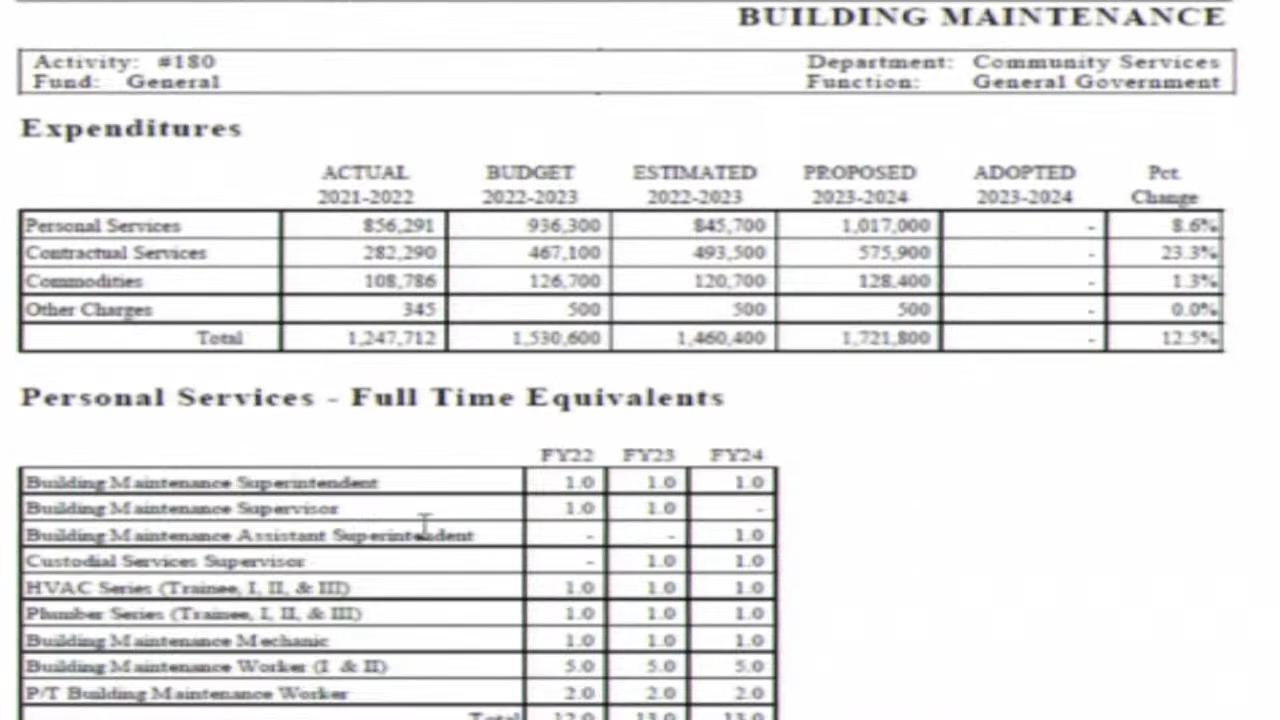 BUILDING MAINTENANCE
Activity: #180 Department: Community Services
Fund: General Function: General Government
Expenditures
ACTUAL BUDGET ESTIMATED PROPOSED ADOPTED Pct.
2021-2022 2022-2023 2022-2023 2023-2024 2023-2024 Change
Personal Services 856,291 936,300 845,700 1,017,000 - 8.6%
Contractual Services 282,290 467,100 493,500 575,900 - 23.3%
Commodities 108,786 126,700 120,700 128,400 - 1.3%
Other Charges 345 500 500 500 - 0.0%
Total 1,247,712 1,530,600 1,460,400 1,721,800 - 12.5%
Personal Services - Full Time Equivalents
FY22 FY23 FY24
Building Maintenance Superintendent 1.0 1.0 1.0
Building Maintenance Supervisor 1.0 1.0 -
Building Maintenance Assistant Superintendent - - 1.0
Custodial Services Supervisor - 1.0 1.0
HVAC Series (Trainee, I, II, & III) 1.0 1.0 1.0
Plumber Series (Trainee, I, II, & III) 1.0 1.0 1.0
Building Maintenance Mechanic 1.0 1.0 1.0
Building Maintenance Worker (I & II) 5.0 5.0 5.0
P/T Building Maintenance Worker 2.0 2.0 2.0
Total 12.0 13.0 13.0